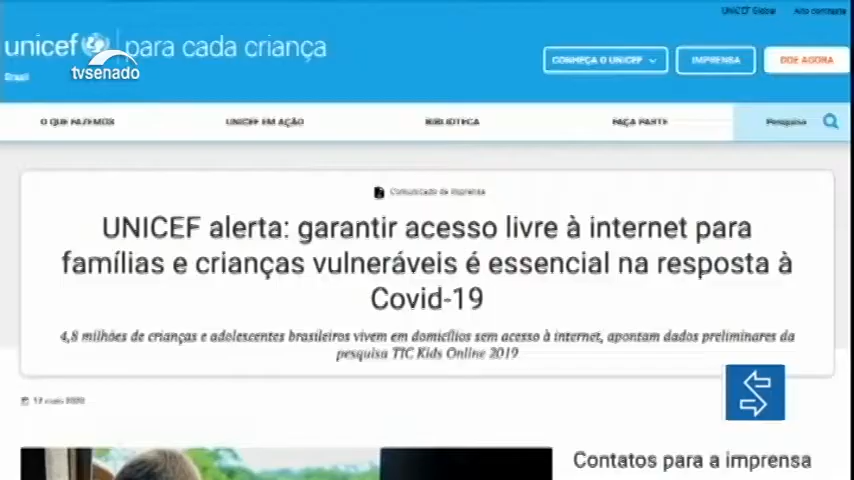 UNICEF Global Alto contraste
unicef para cada criança
Brasil
tvsenado
CONHEÇA O UNICEF
IMPRENSA
DOE AGORA
O QUE FAZEMOS
UNICEF EM AÇÃO
BIBLIOTECA
FAÇA PARTE
Pesquisa
Comunicado de imprensa
UNICEF alerta: garantir acesso livre à internet para
famílias e crianças vulneráveis é essencial na resposta à
Covid-19
4,8 milhões de crianças e adolescentes brasileiros vivem em domicílios sem acesso à internet, apontam dados preliminares da
pesquisa TIC Kids Online 2019
maio 2020
Contatos para a imprensa